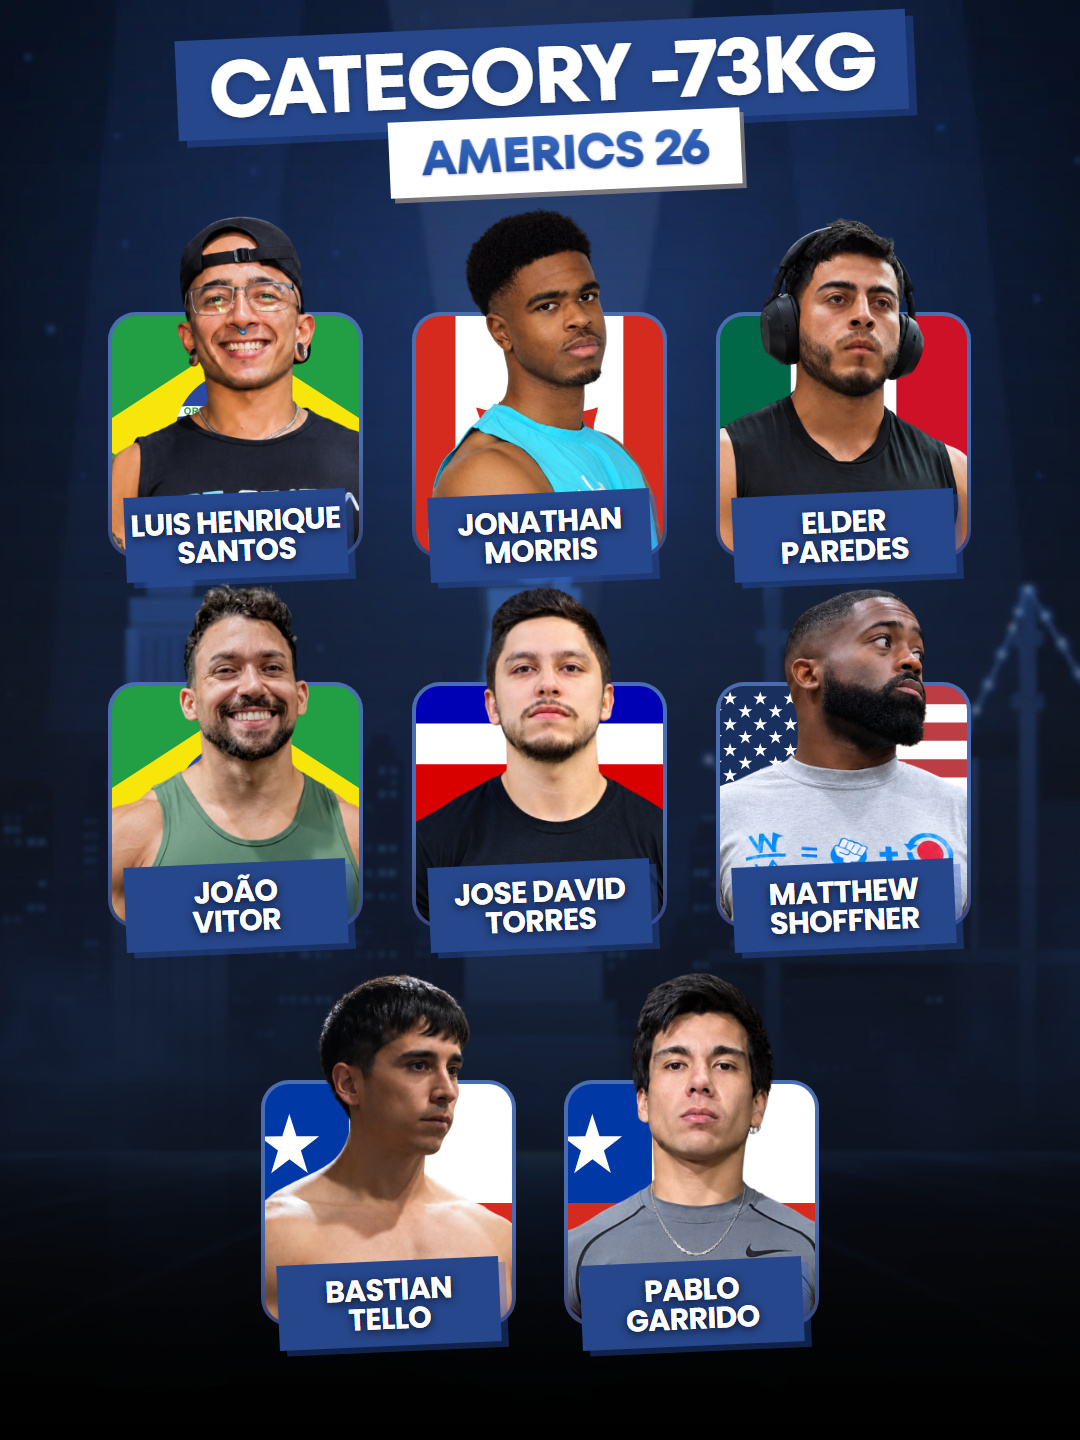 CATEGORY -73KG
AMERICS 26
LUIS HENRIQUE
SANTOS
JONATHAN
MORRIS
ELDER
PAREDES
JOÃO
VITOR
JOSE DAVID
TORRES
MATTHEW
SHOFFNER
BASTIAN
TELLO
PABLO
GARRIDO